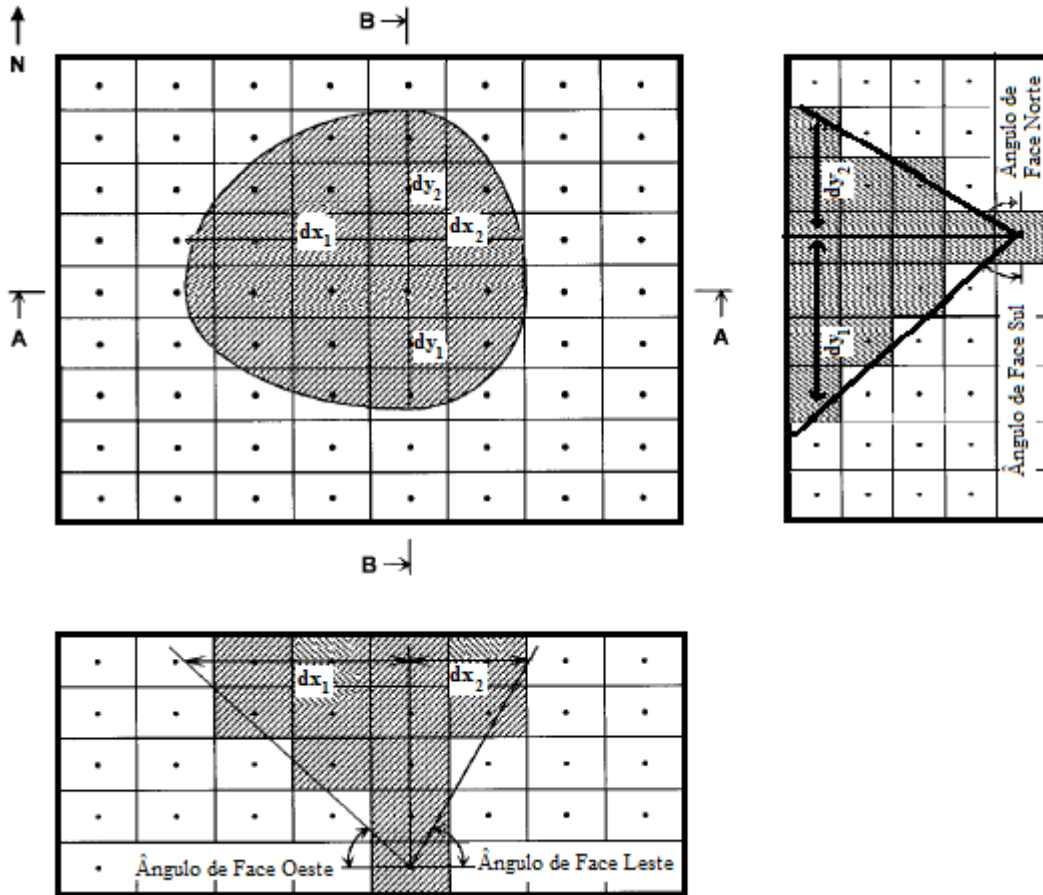 B
N
dy2
dx1
dx2
A
A
dy1
B
Ângulo de
Face Norte
dy2
dy1
Ângulo de Face Sul
dx1
dx2
Ângulo de Face Oeste
Ângulo de Face Leste